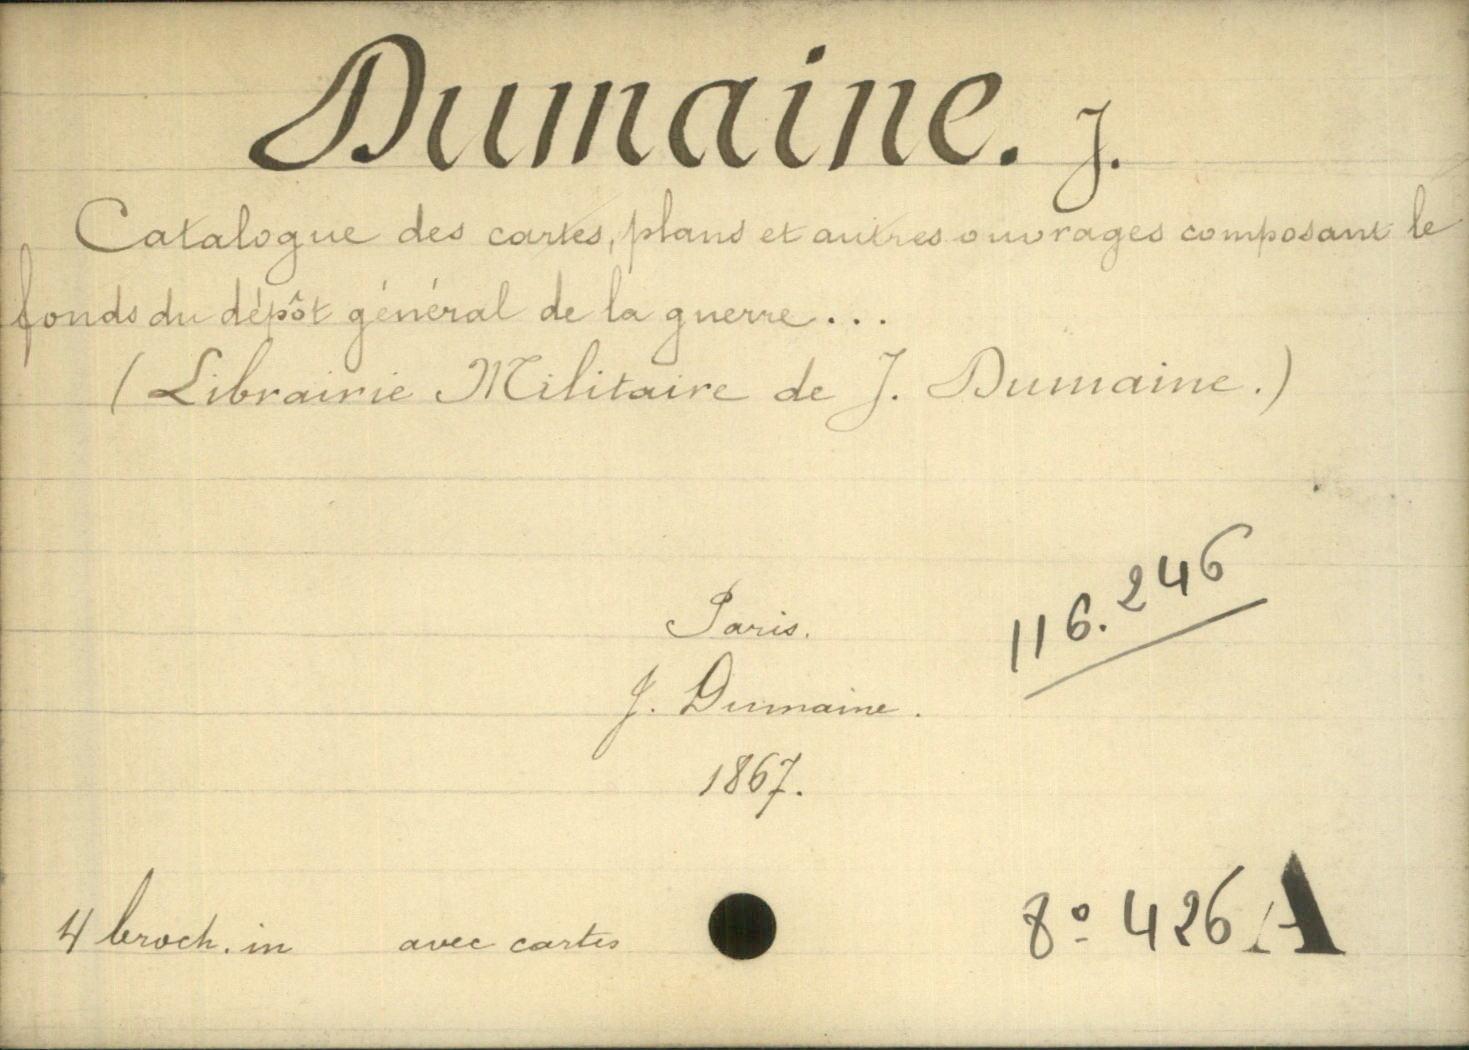 Dumaine. J.
Catalogue des cartes, plans et autres ouvrages composant le
fonds du dépôt général de la guerre...
(Librairie Militaire de J. Dumaine.)
116.246
Paris.
J. Dumaine.
1867.
4 broch. in avec cartes
8º 426 A